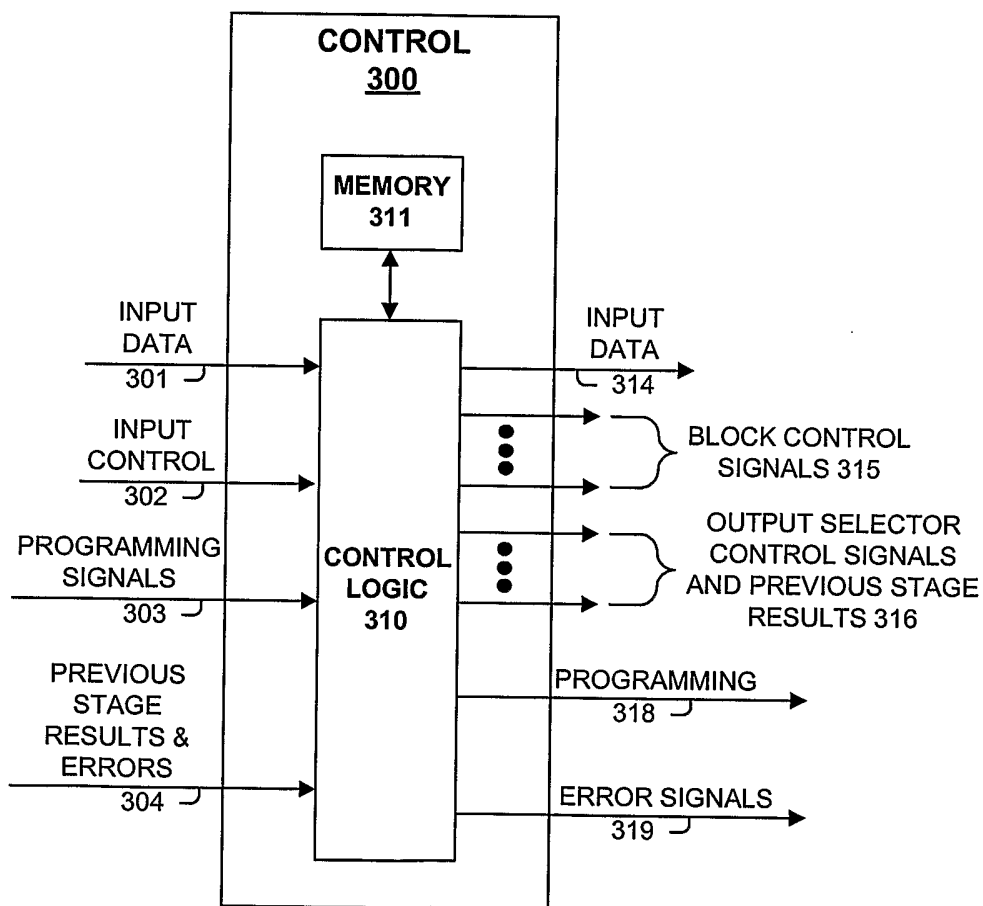 CONTROL
300
MEMORY
311
INPUT
DATA
301
INPUT
CONTROL
302
PROGRAMMING
SIGNALS
303
PREVIOUS
STAGE
RESULTS &
ERRORS
304
CONTROL
LOGIC
310
INPUT
DATA
314
BLOCK CONTROL
SIGNALS 315
OUTPUT SELECTOR
CONTROL SIGNALS
AND PREVIOUS STAGE
RESULTS 316
PROGRAMMING
318
ERROR SIGNALS
319